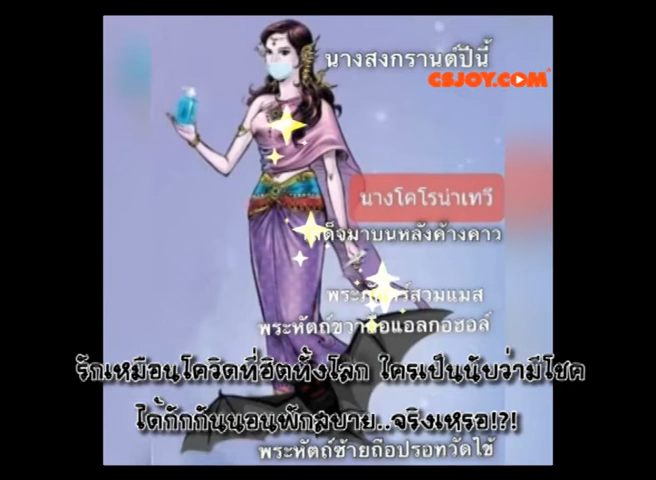 นางสงกรานต์ปีนี้
CSJOY.COM
นางโคโรน่าเทวี
เสด็จมาบนหลังค้างคาว
สวมแมส
พระหัตถ์ขวาถือแอลกอฮอล์
รักเหมือนโควิดที่ฮิตทั้งโลก ใครเป็นนับว่ามีโชค
ได้กักกันนอนพักสบาย..จริงเหรอ!?!
พระหัตถ์ซ้ายถือปรอทวัดไข้